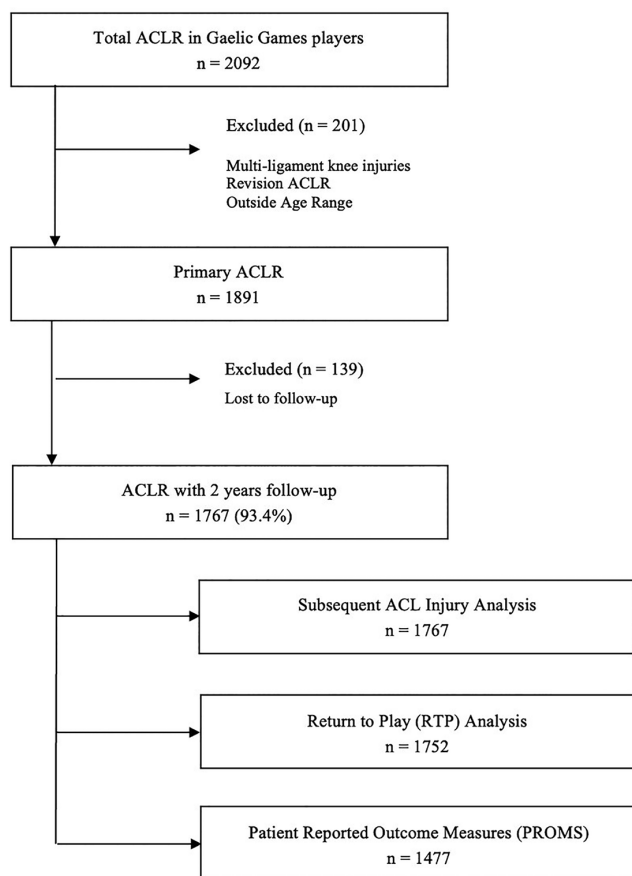 Total ACLR in Gaelic Games players
n = 2092
Excluded (n = 201)
Multi-ligament knee injuries
Revision ACLR
Outside Age Range
Primary ACLR
n = 1891
Excluded (n = 139)
Lost to follow-up
ACLR with 2 years follow-up
n = 1767 (93.4%)
Subsequent ACL Injury Analysis
n = 1767
Return to Play (RTP) Analysis
n = 1752
Patient Reported Outcome Measures (PROMS)
n = 1477